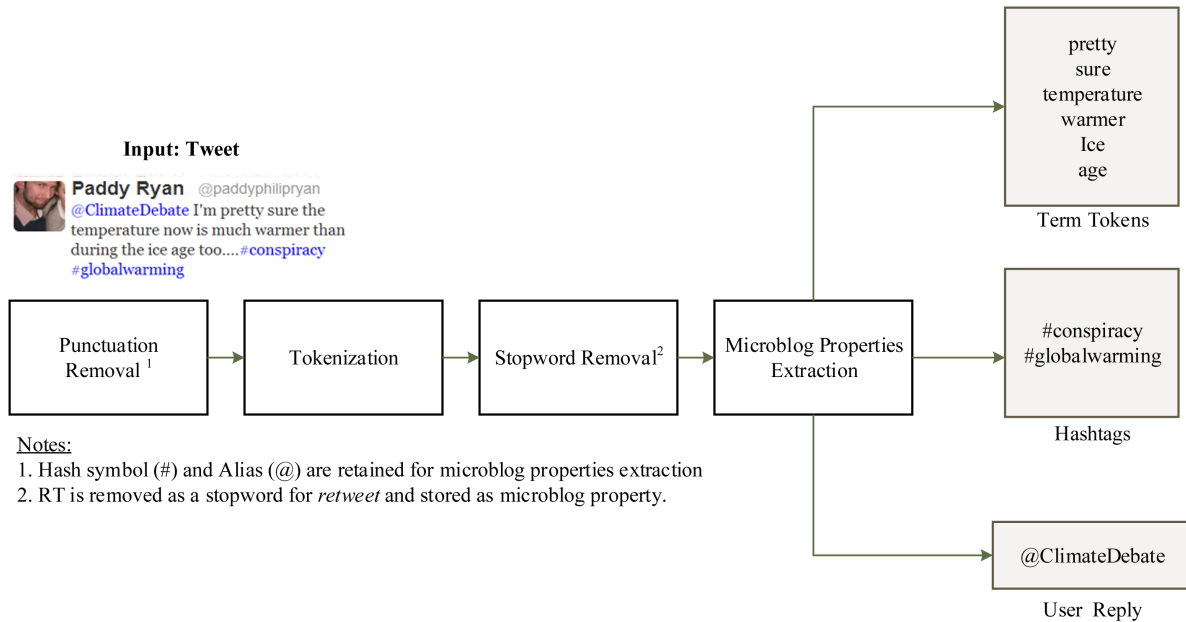 Input: Tweet
Paddy Ryan @paddyphilipryan
@ClimateDebate I'm pretty sure the
temperature now is much warmer than
during the ice age too....#conspiracy
#globalwarming
Punctuation
Removal 1
Tokenization
Stopword Removal2
Microblog Properties
Extraction
pretty
sure
temperature
warmer
Ice
age
Term Tokens
#conspiracy
#globalwarming
Hashtags
@ClimateDebate
User Reply
Notes:
1. Hash symbol (#) and Alias (@) are retained for microblog properties extraction
2. RT is removed as a stopword for retweet and stored as microblog property.